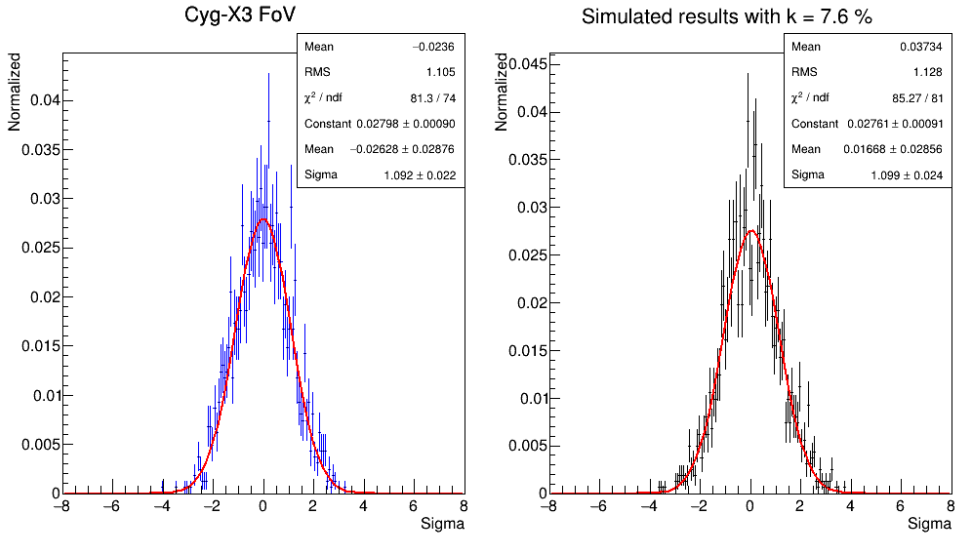 Cyg-X3 FoV
Mean −0.0236
RMS 1.105
χ² / ndf 81.3 / 74
Constant 0.02798 ± 0.00090
Mean −0.02628 ± 0.02876
Sigma 1.092 ± 0.022
Normalized
0.04
0.035
0.03
0.025
0.02
0.015
0.01
0.005
0
−8 −6 −4 −2 0 2 4 6 8
Sigma
Simulated results with k = 7.6 %
Mean 0.03734
RMS 1.128
χ² / ndf 85.27 / 81
Constant 0.02761 ± 0.00091
Mean 0.01668 ± 0.02856
Sigma 1.099 ± 0.024
Normalized
0.045
0.04
0.035
0.03
0.025
0.02
0.015
0.01
0.005
0
−8 −6 −4 −2 0 2 4 6 8
Sigma